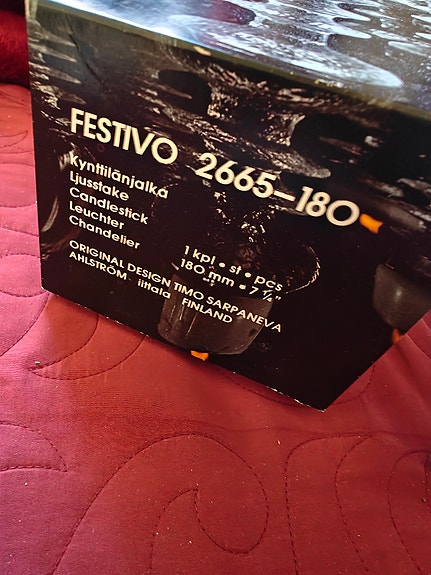 FESTIVO 2665-180
Kynttilänjalka
Ljusstake
Candlestick
Leuchter
Chandelier
1 kpl • st • pcs
180 mm • 7 ¼"
ORIGINAL DESIGN TIMO SARPANEVA
AHLSTRÖM iittala FINLAND